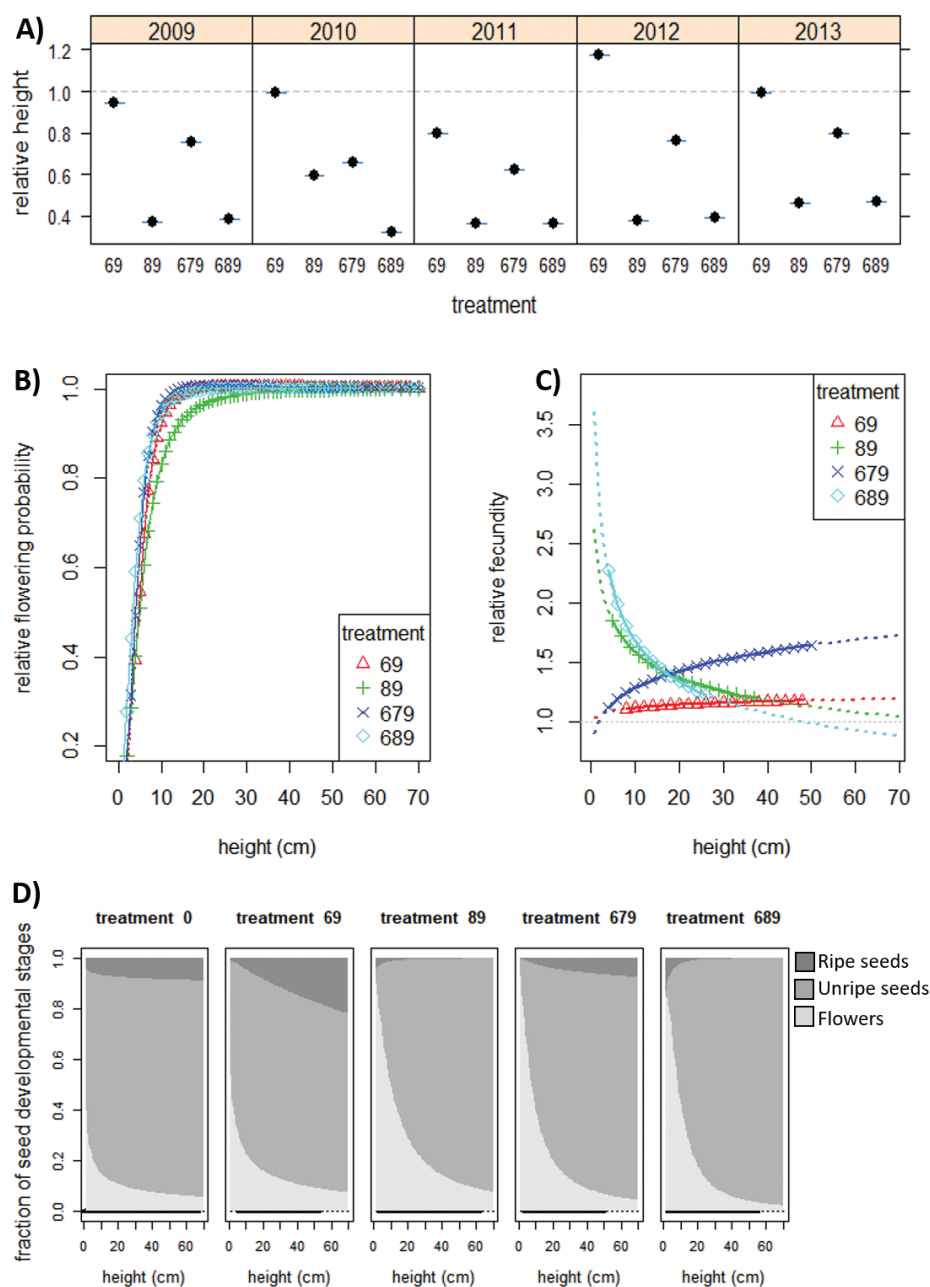 A)
2009 2010 2011 2012 2013
relative height
1.2
1.0
0.8
0.6
0.4
69 89 679 689 69 89 679 689 69 89 679 689 69 89 679 689 69 89 679 689
treatment
B)
relative flowering probability
1.0
0.8
0.6
0.4
0.2
treatment
69
89
679
689
0 10 20 30 40 50 60 70
height (cm)
C)
relative fecundity
3.5
3.0
2.5
2.0
1.5
1.0
treatment
69
89
679
689
0 10 20 30 40 50 60 70
height (cm)
D)
treatment 0 treatment 69 treatment 89 treatment 679 treatment 689
fraction of seed developmental stages
1.0
0.8
0.6
0.4
0.2
0.0
Ripe seeds
Unripe seeds
Flowers
0 20 40 60 0 20 40 60 0 20 40 60 0 20 40 60 0 20 40 60
height (cm) height (cm) height (cm) height (cm) height (cm)